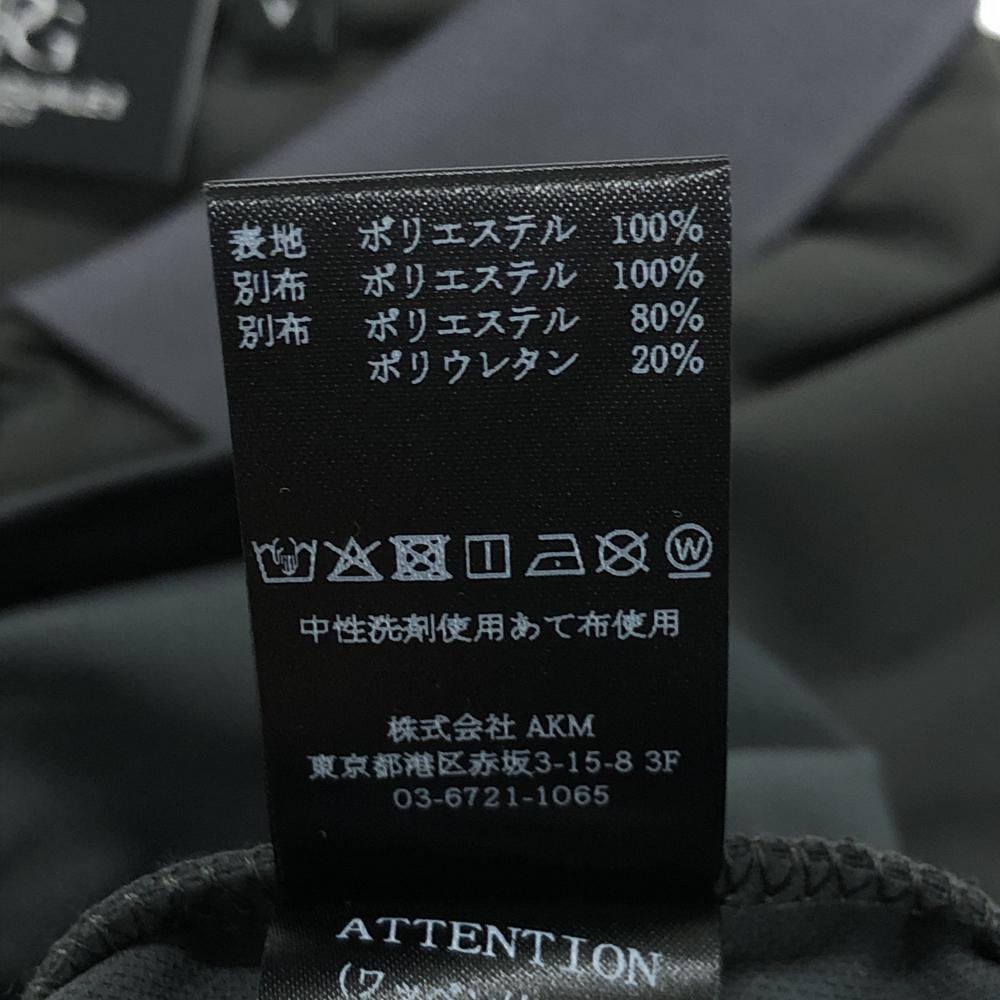 表地 ポリエステル 100%
別布 ポリエステル 100%
別布 ポリエステル 80%
ポリウレタン 20%
W
中性洗剤使用あて布使用
株式会社 AKM
東京都港区赤坂3-15-8 3F
03-6721-1065
ATTENTION